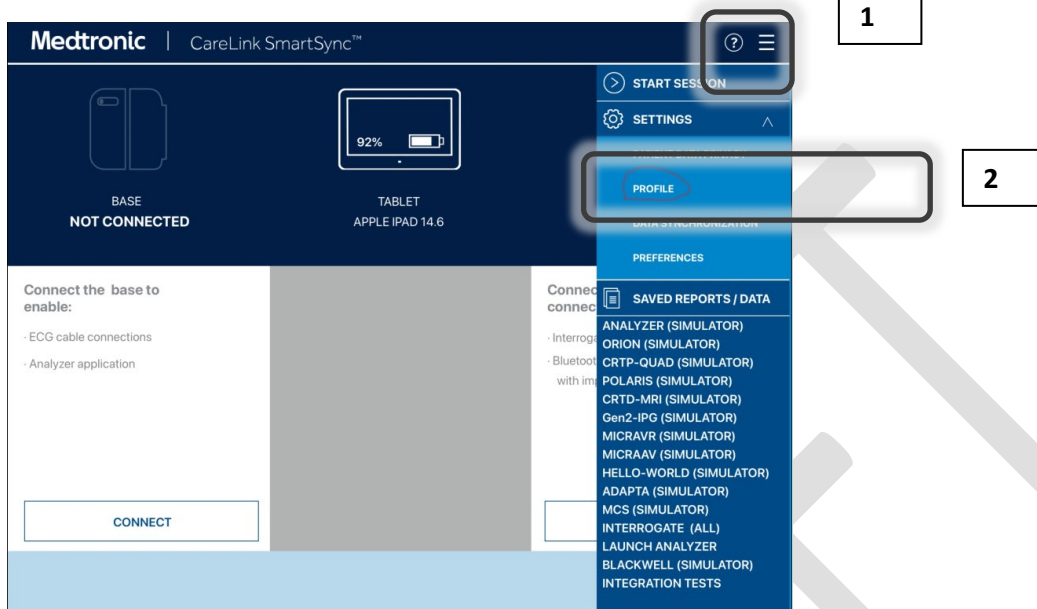 1
Medtronic | CareLink SmartSync™
?
START SESSION
SETTINGS
92%
PROFILE
2
BASE
NOT CONNECTED
TABLET
APPLE IPAD 14.6
DATA SYNCHRONIZATION
PREFERENCES
Connect the base to
enable:
· ECG cable connections
· Analyzer application
CONNECT
Connec
connec
· Interroga
· Bluetoot
with im
SAVED REPORTS / DATA
ANALYZER (SIMULATOR)
ORION (SIMULATOR)
CRTP-QUAD (SIMULATOR)
POLARIS (SIMULATOR)
CRTD-MRI (SIMULATOR)
Gen2-IPG (SIMULATOR)
MICRAVR (SIMULATOR)
MICRAAV (SIMULATOR)
HELLO-WORLD (SIMULATOR)
ADAPTA (SIMULATOR)
MCS (SIMULATOR)
INTERROGATE (ALL)
LAUNCH ANALYZER
BLACKWELL (SIMULATOR)
INTEGRATION TESTS